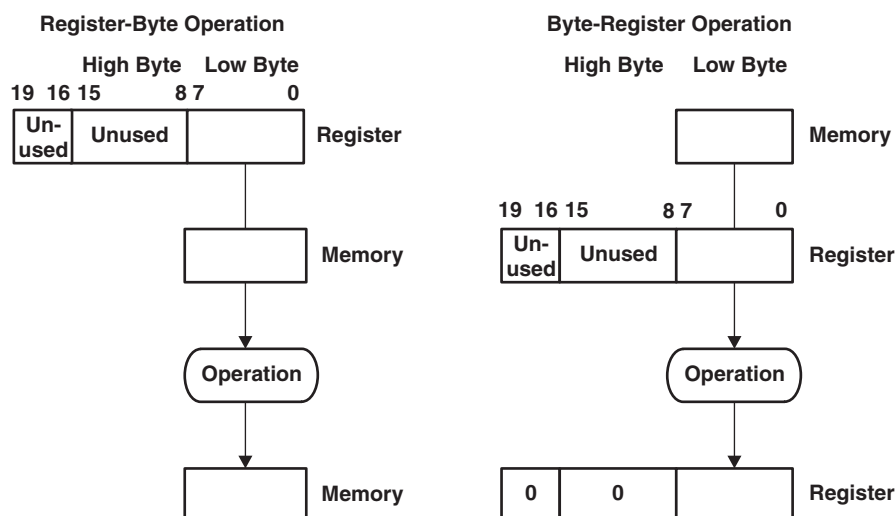 Register-Byte Operation
High Byte Low Byte
19 16 15 8 7 0
Un-
used
Unused
Register
Memory
Operation
Memory
Byte-Register Operation
High Byte Low Byte
Memory
19 16 15 8 7 0
Un-
used
Unused
Register
Operation
0 0
Register